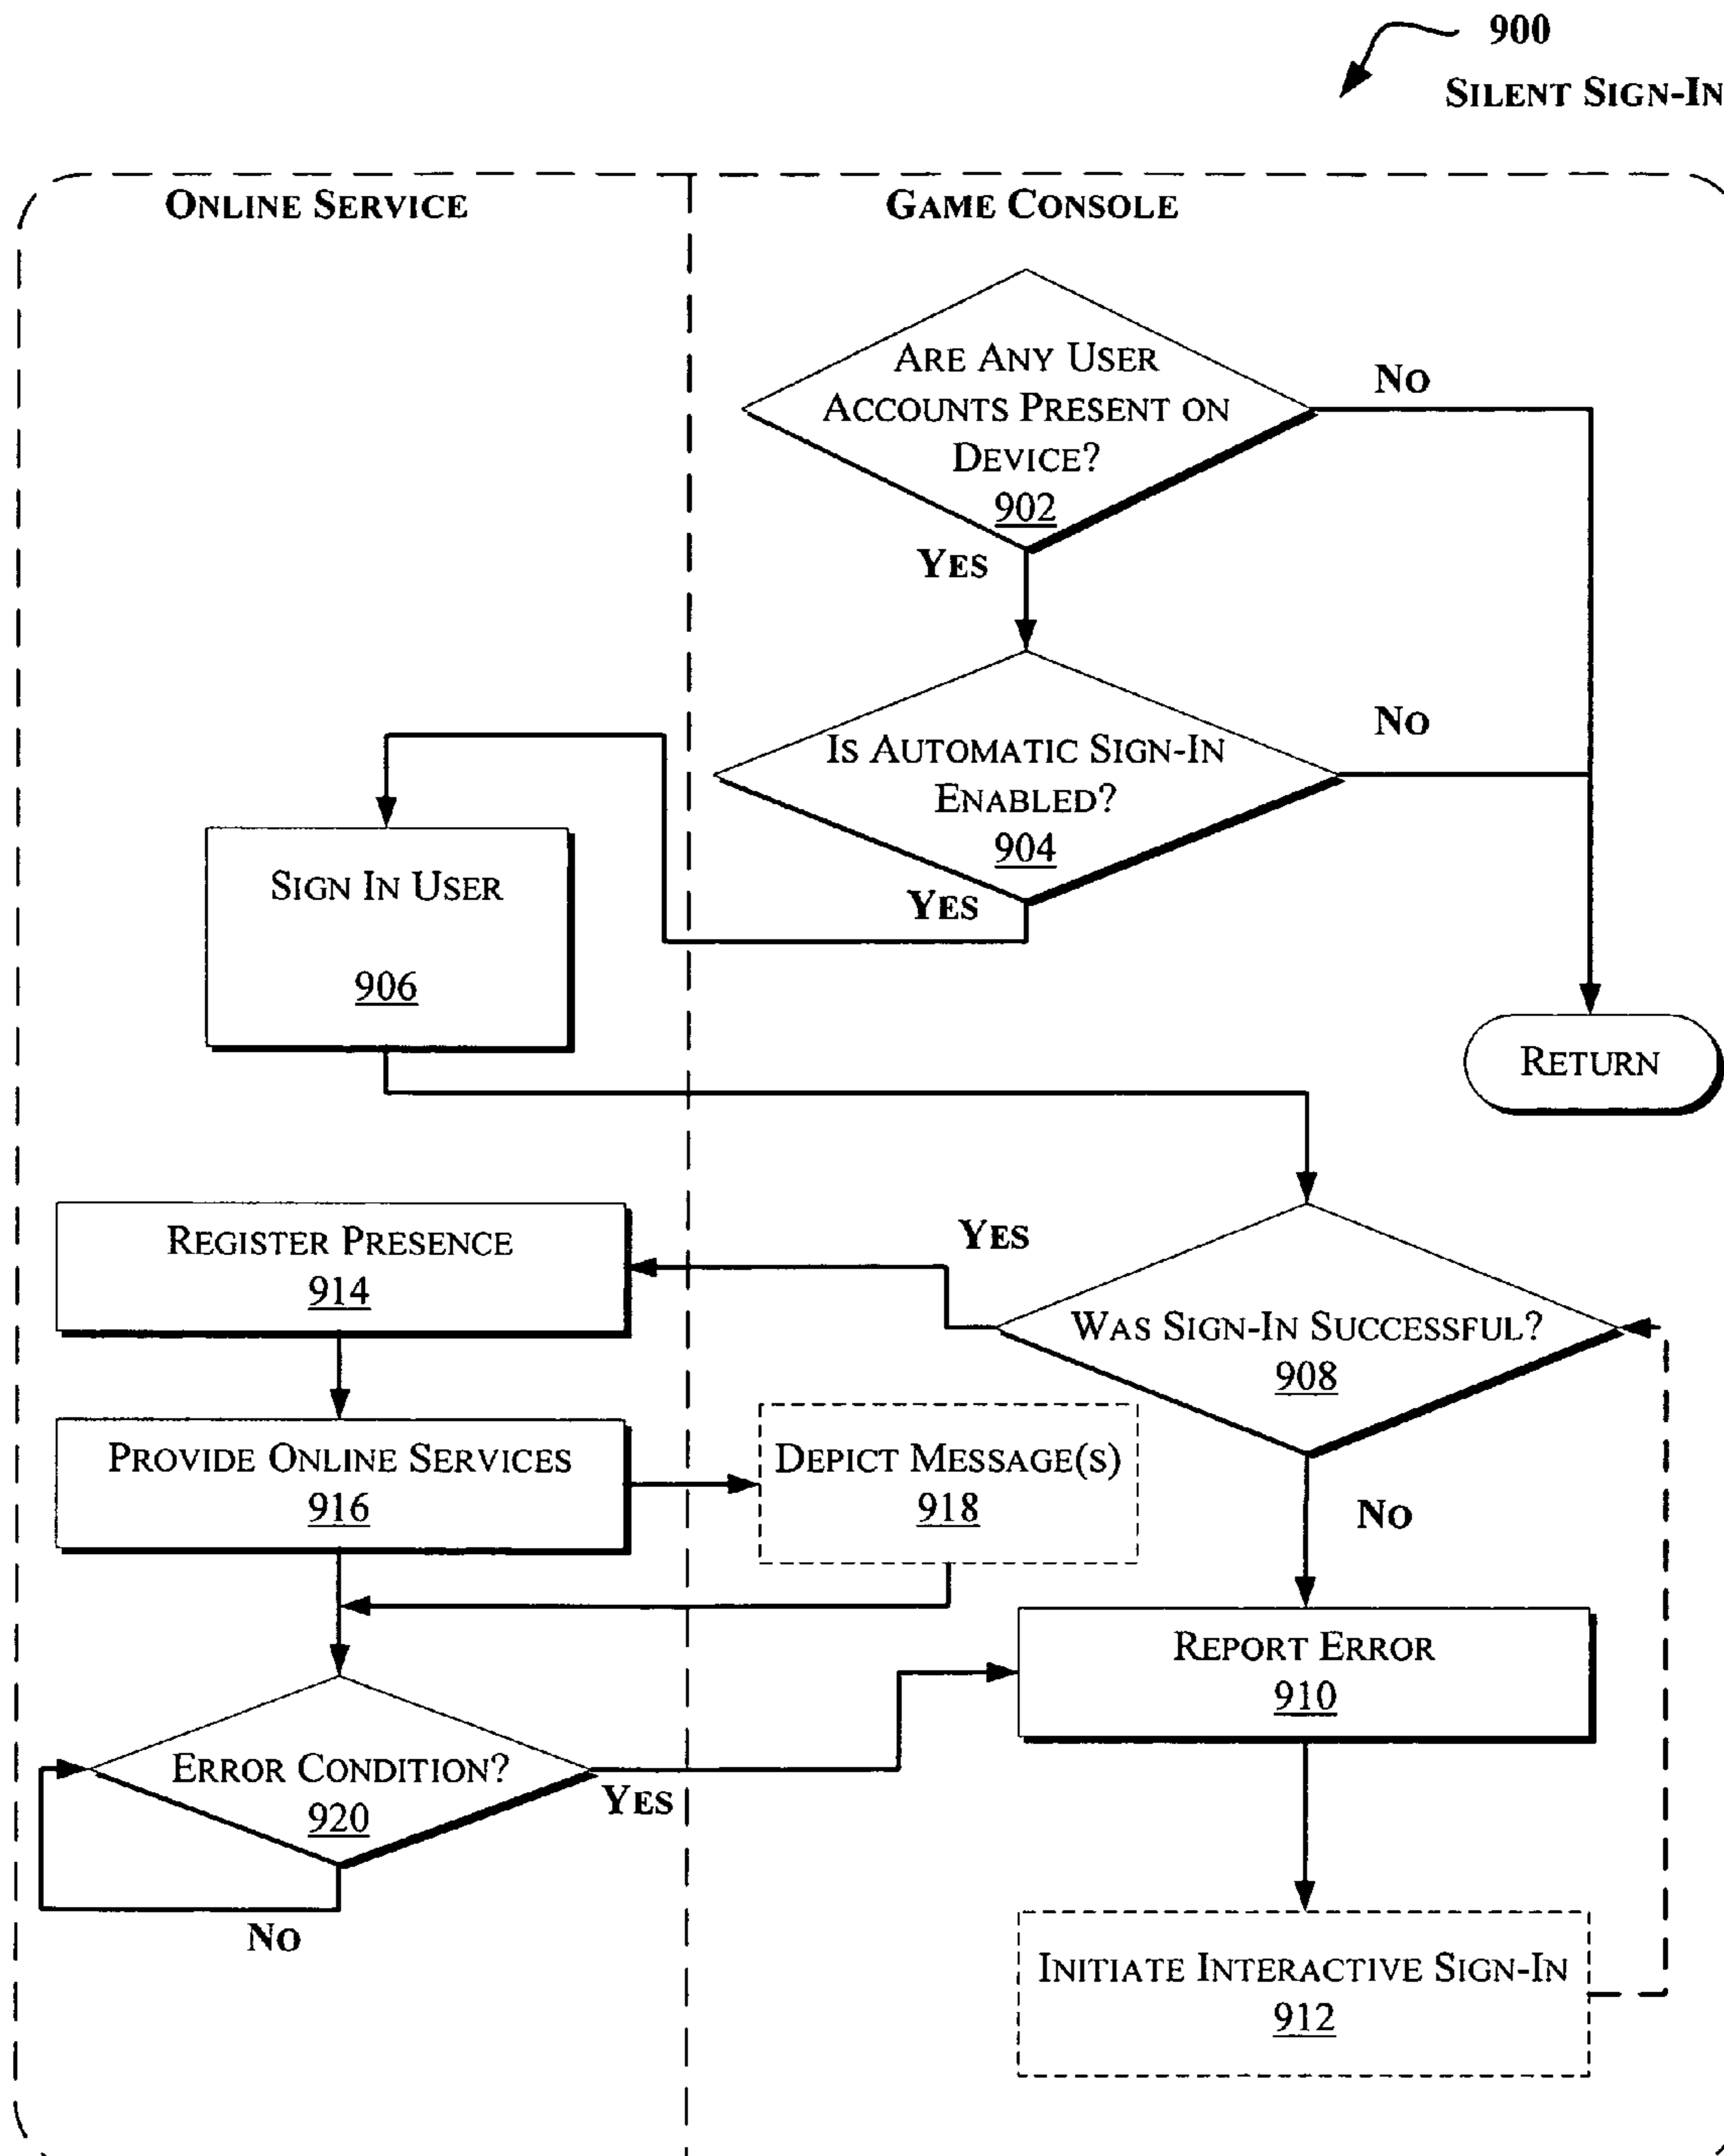 900
SILENT SIGN-IN
ONLINE SERVICE
GAME CONSOLE
ARE ANY USER
ACCOUNTS PRESENT ON
DEVICE?
902
NO
YES
IS AUTOMATIC SIGN-IN
ENABLED?
904
NO
YES
SIGN IN USER
906
RETURN
WAS SIGN-IN SUCCESSFUL?
908
YES
NO
REGISTER PRESENCE
914
PROVIDE ONLINE SERVICES
916
DEPICT MESSAGE(S)
918
REPORT ERROR
910
ERROR CONDITION?
920
YES
NO
INITIATE INTERACTIVE SIGN-IN
912